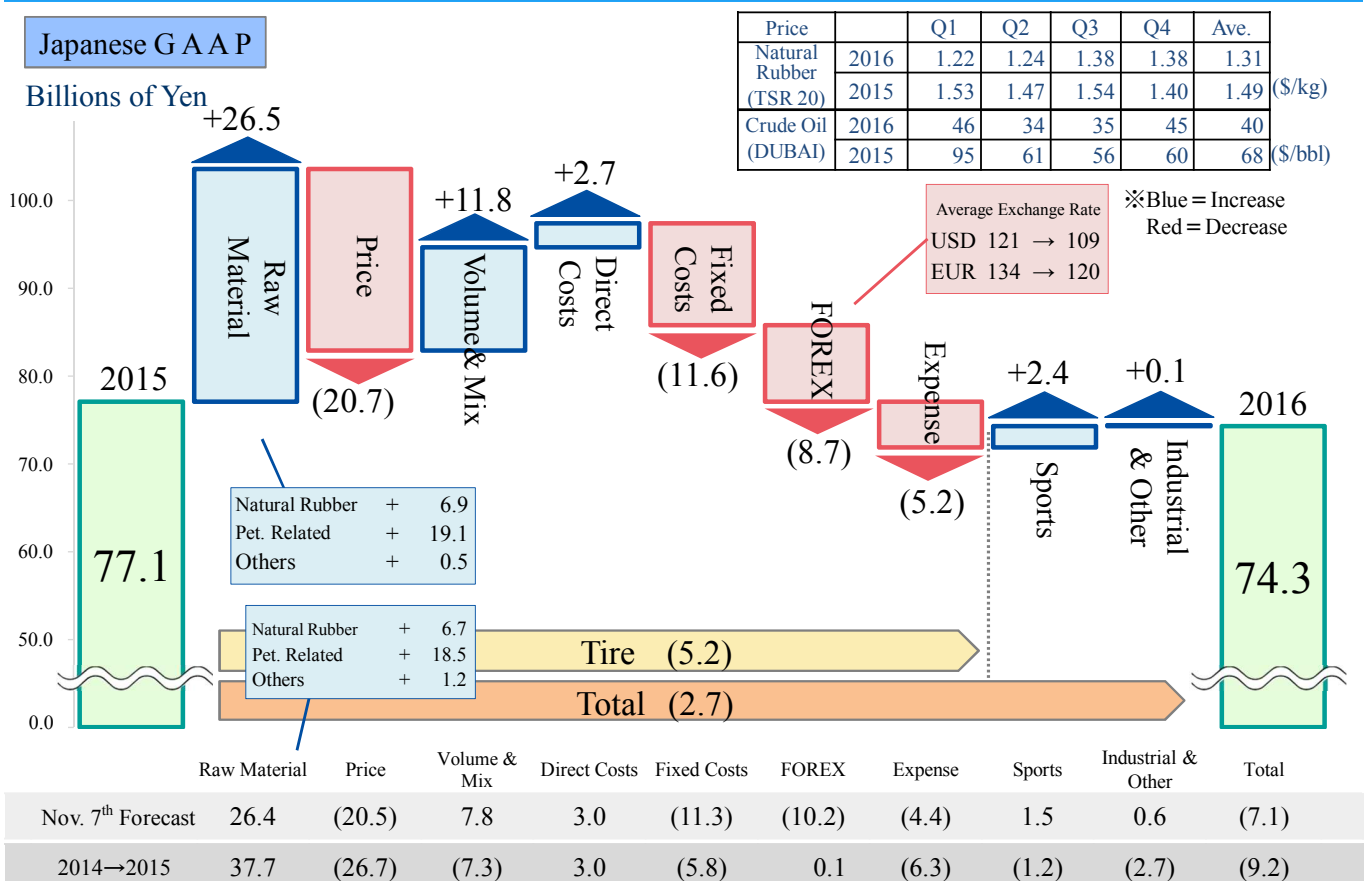 Japanese G A A P
Billions of Yen
Price Q1 Q2 Q3 Q4 Ave.
Natural Rubber (TSR 20) 2016 1.22 1.24 1.38 1.38 1.31
2015 1.53 1.47 1.54 1.40 1.49 ($/kg)
Crude Oil (DUBAI) 2016 46 34 35 45 40
2015 95 61 56 60 68 ($/bbl)
※Blue = Increase
Red = Decrease
Average Exchange Rate
USD 121 → 109
EUR 134 → 120
100.0
90.0
80.0
70.0
60.0
50.0
0.0
2015
77.1
+26.5
Raw
Material
Price
(20.7)
+11.8
Volume& Mix
+2.7
Direct
Costs
Fixed
Costs
(11.6)
FOREX
(8.7)
Expense
(5.2)
+2.4
Sports
+0.1
Industrial
& Other
2016
74.3
Natural Rubber + 6.9
Pet. Related + 19.1
Others + 0.5
Natural Rubber + 6.7
Pet. Related + 18.5
Others + 1.2
Tire (5.2)
Total (2.7)
Raw Material Price Volume & Mix Direct Costs Fixed Costs FOREX Expense Sports Industrial & Other Total
Nov. 7th Forecast 26.4 (20.5) 7.8 3.0 (11.3) (10.2) (4.4) 1.5 0.6 (7.1)
2014→2015 37.7 (26.7) (7.3) 3.0 (5.8) 0.1 (6.3) (1.2) (2.7) (9.2)